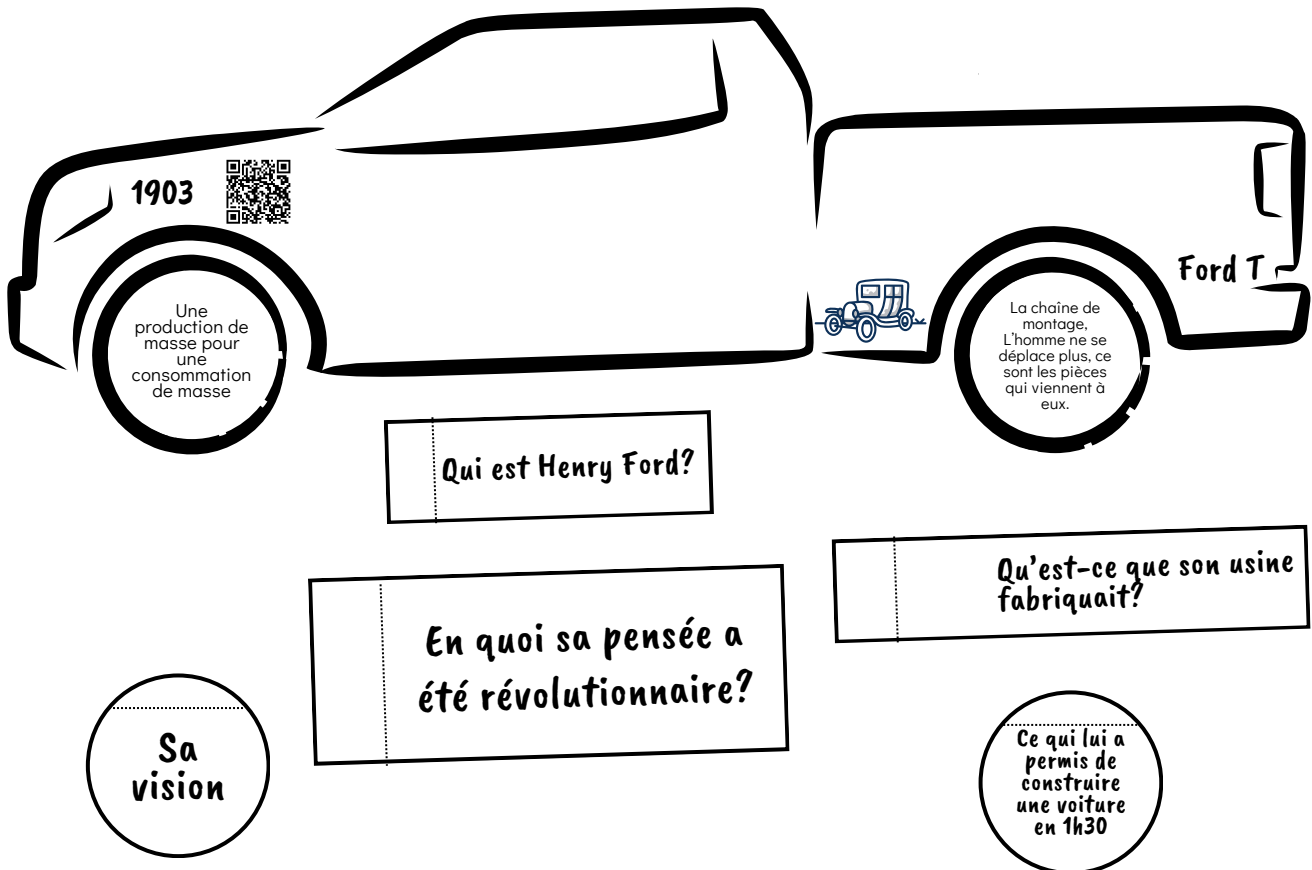 1903
Ford T
Une
production de
masse pour
une
consommation
de masse
La chaîne de
montage,
L'homme ne se
déplace plus, ce
sont les pièces
qui viennent à
eux.
Qui est Henry Ford?
Qu'est-ce que son usine
fabriquait?
En quoi sa pensée a
été révolutionnaire?
Sa
vision
Ce qui lui a
permis de
construire
une voiture
en 1h30